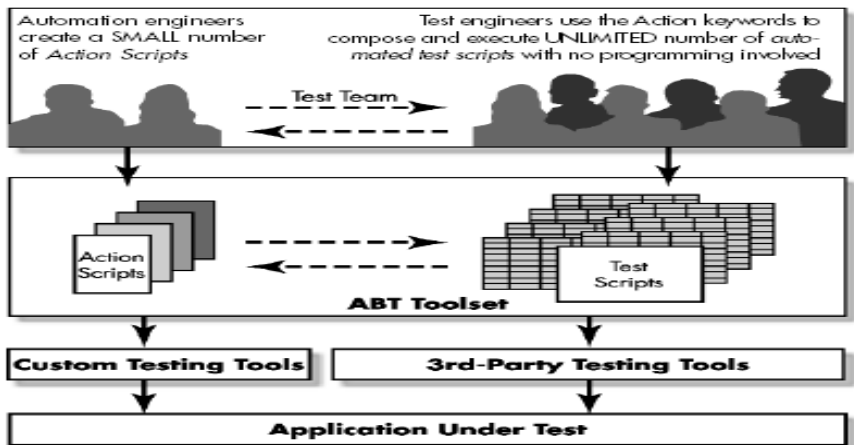 Automation engineers
create a SMALL number
of Action Scripts
Test engineers use the Action keywords to
compose and execute UNLIMITED number of auto-
mated test scripts with no programming involved
Test Team
Action
Scripts
Test
Scripts
ABT Toolset
Custom Testing Tools
3rd-Party Testing Tools
Application Under Test